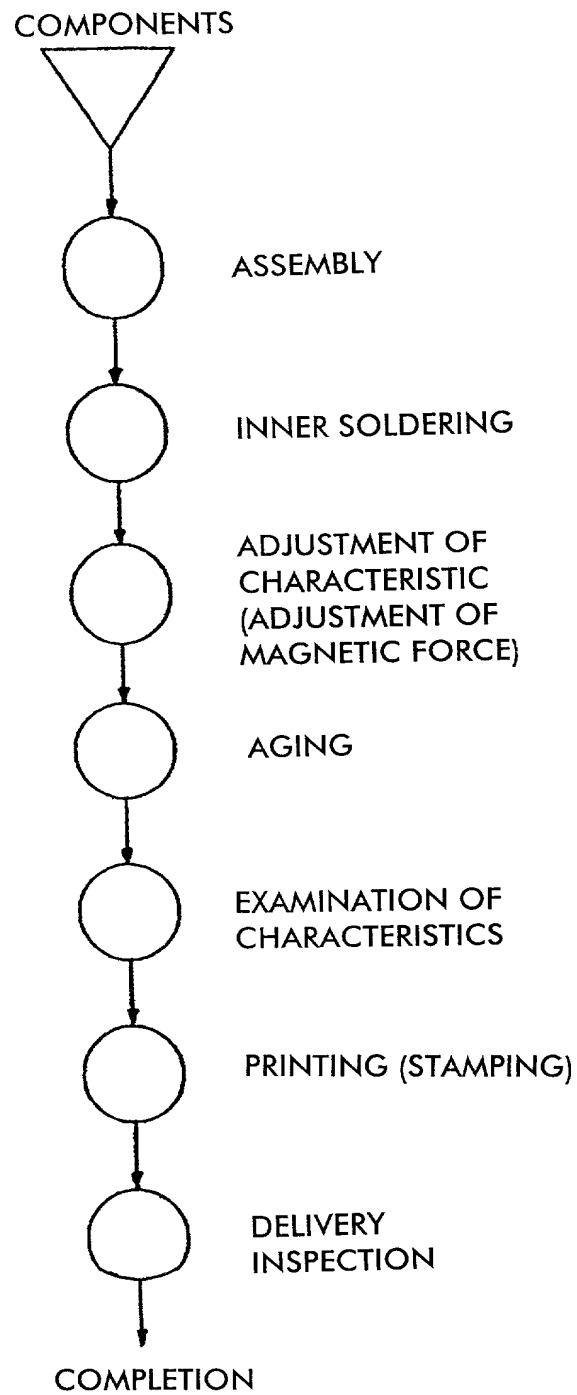 COMPONENTS
ASSEMBLY
INNER SOLDERING
ADJUSTMENT OF
CHARACTERISTIC
(ADJUSTMENT OF
MAGNETIC FORCE)
AGING
EXAMINATION OF
CHARACTERISTICS
PRINTING (STAMPING)
DELIVERY
INSPECTION
COMPLETION